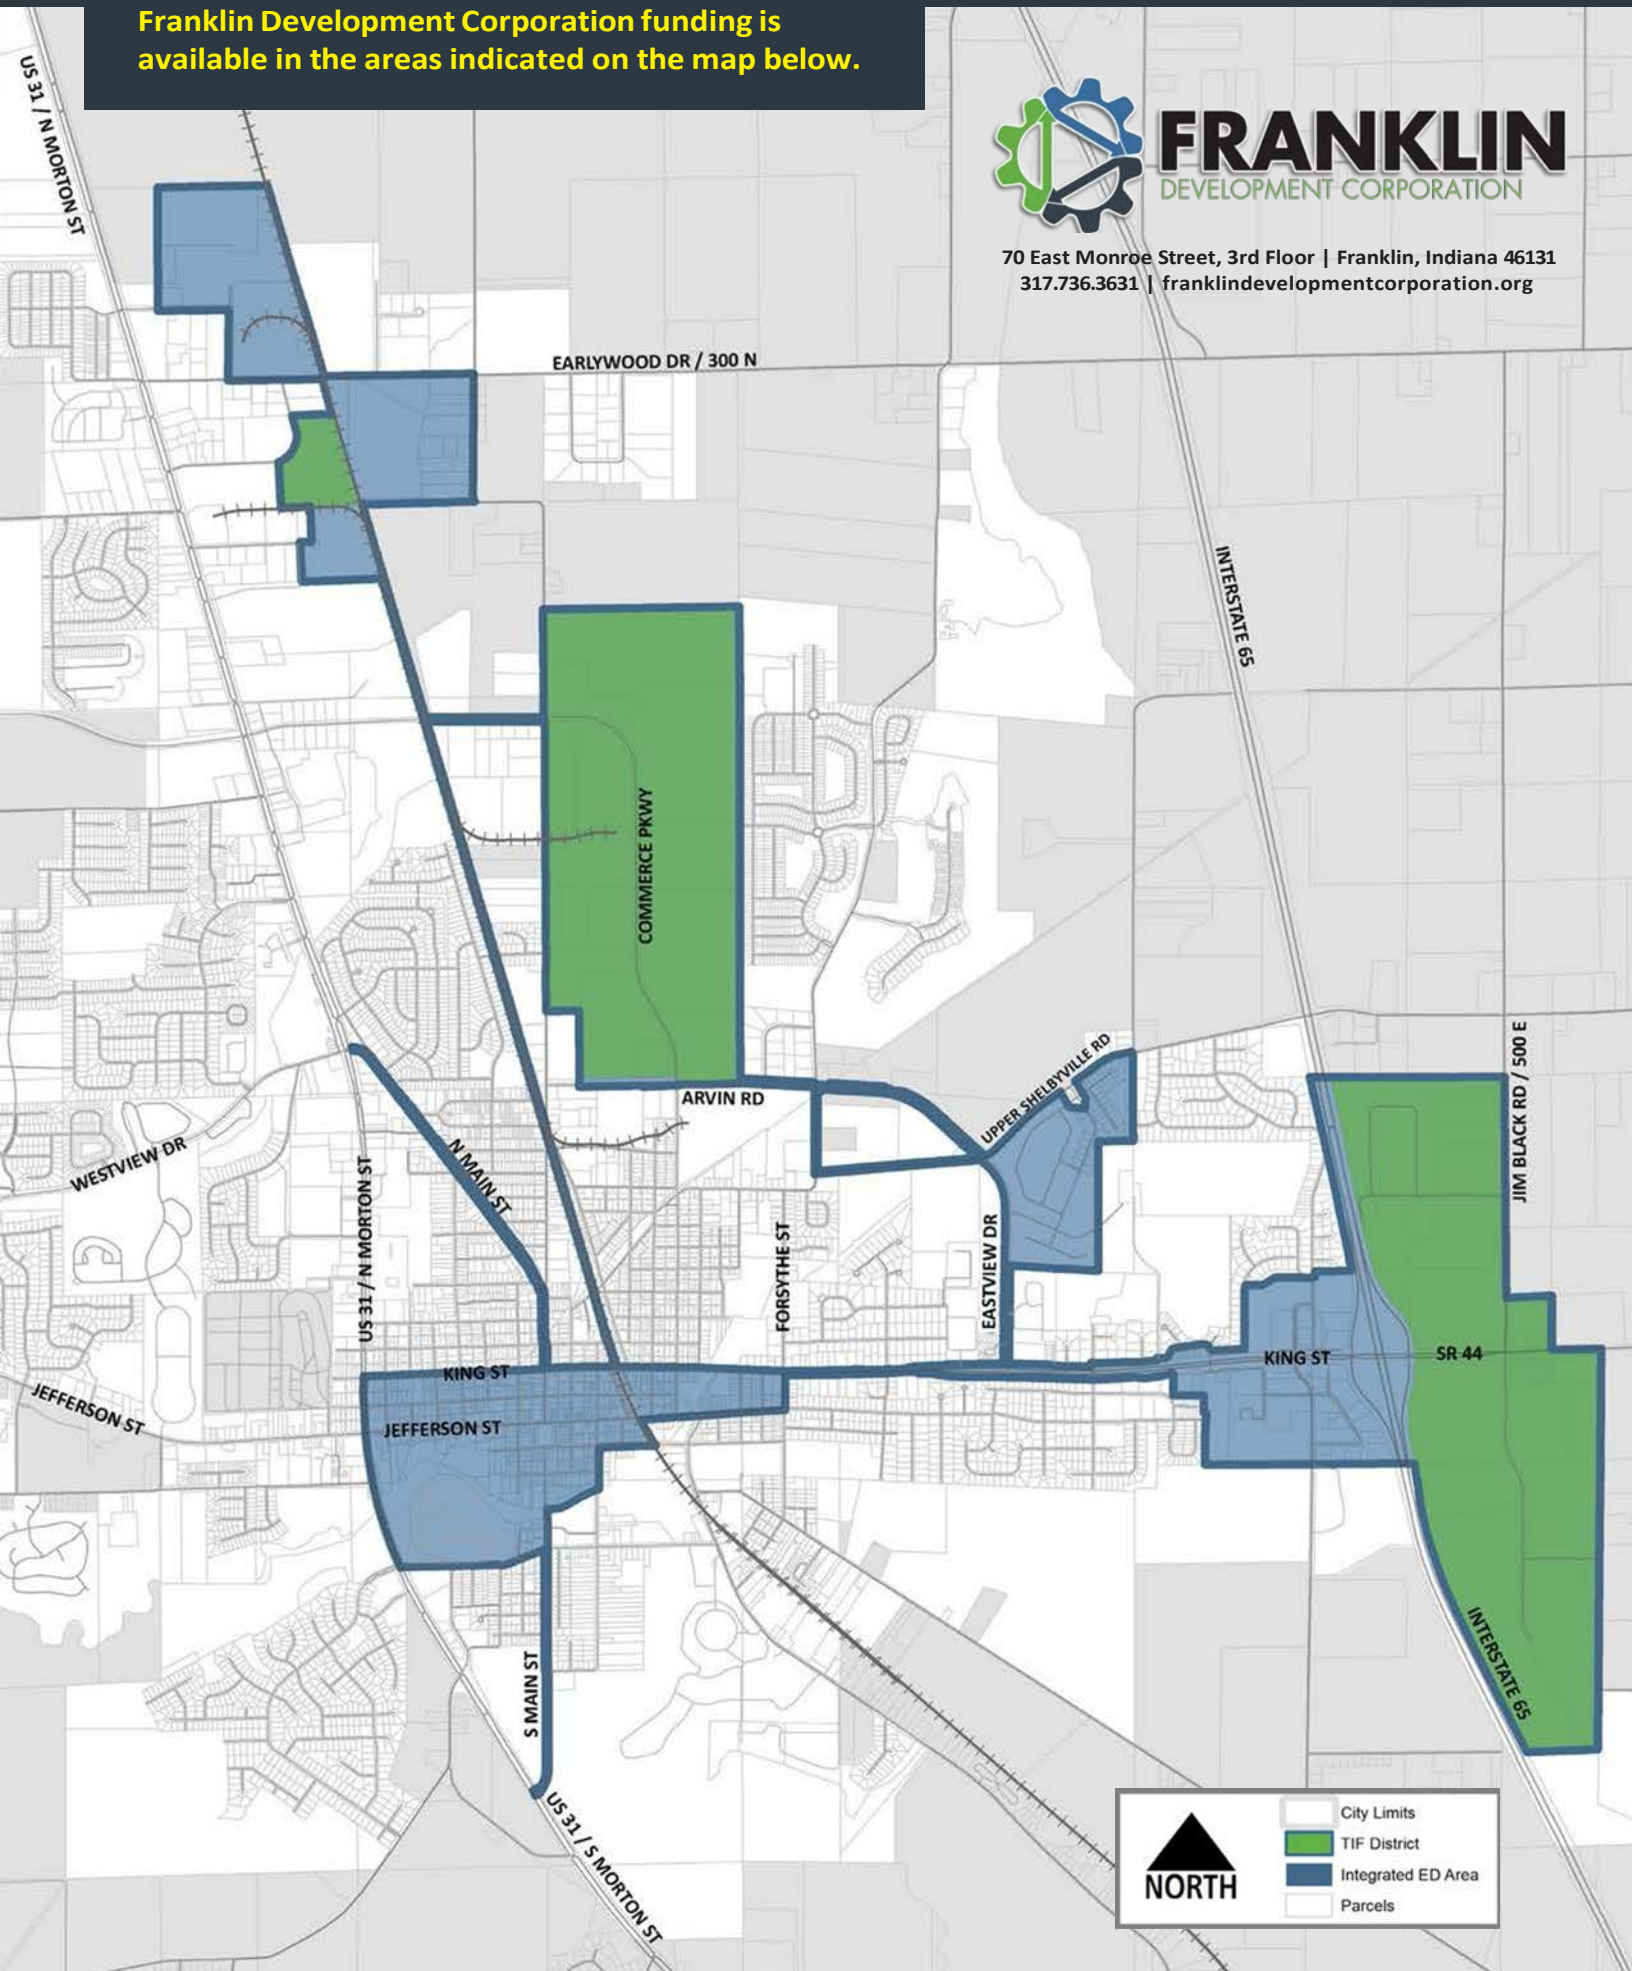 Franklin Development Corporation funding is
available in the areas indicated on the map below.
FRANKLIN
DEVELOPMENT CORPORATION
70 East Monroe Street, 3rd Floor | Franklin, Indiana 46131
317.736.3631 | franklindevelopmentcorporation.org
US 31 / N MORTON ST
EARLYWOOD DR / 300 N
INTERSTATE 65
COMMERCE PKWY
JIM BLACK RD / 500 E
UPPER SHELBYVILLE RD
ARVIN RD
WESTVIEW DR
N MAIN ST
US 31 / N MORTON ST
FORSYTHE ST
EASTVIEW DR
KING ST
KING ST
SR 44
JEFFERSON ST
JEFFERSON ST
INTERSTATE 65
S MAIN ST
US 31 / S MORTON ST
NORTH
City Limits
TIF District
Integrated ED Area
Parcels